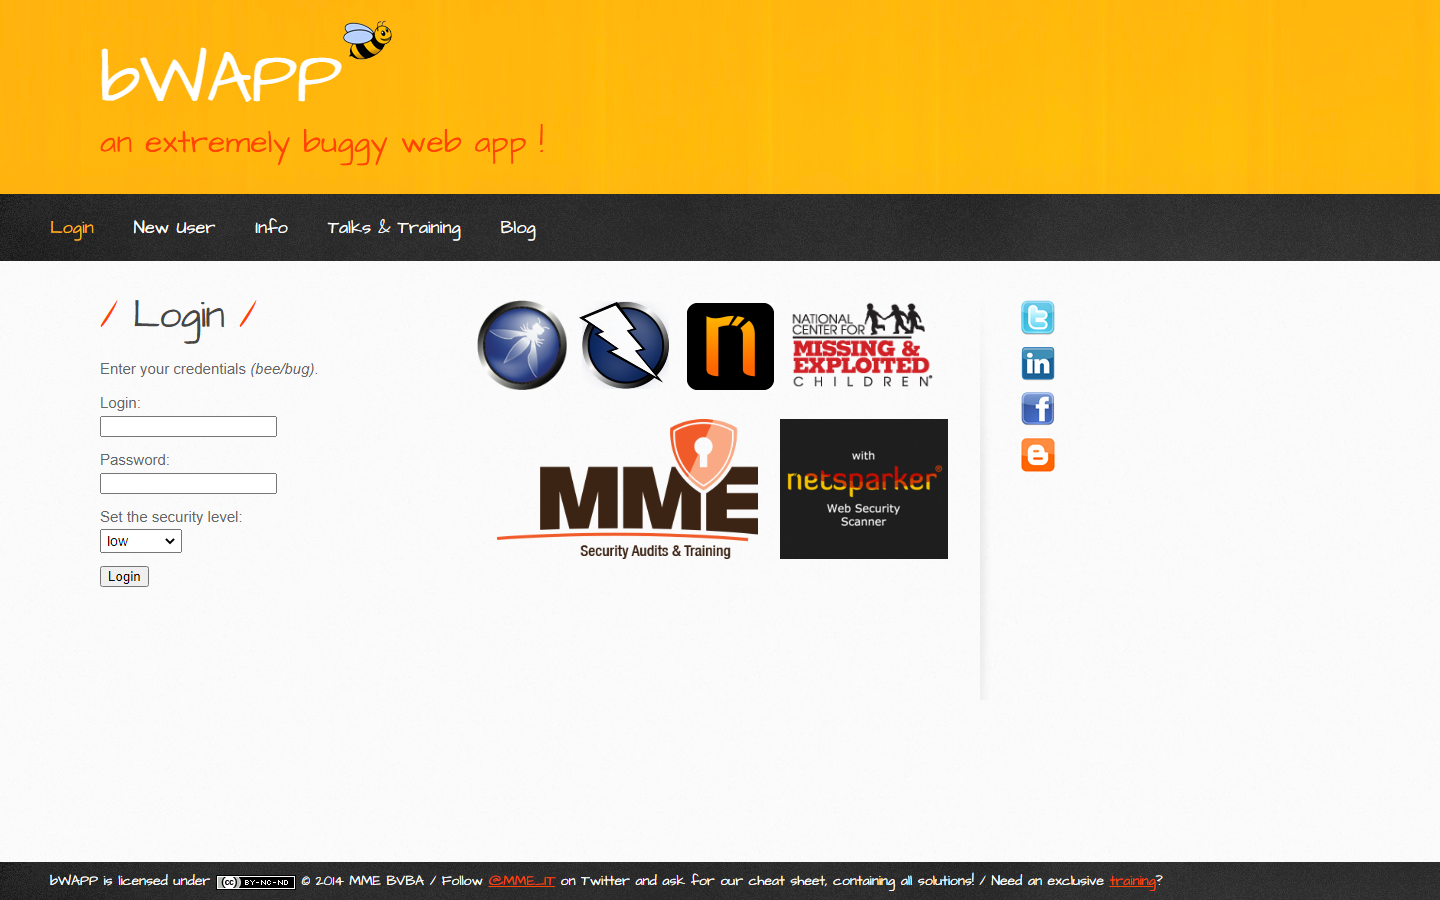 bWAPP
an extremely buggy web app !
Login
New User
Info
Talks & Training
Blog
/ Login /
Enter your credentials (bee/bug).
Login:
Password:
Set the security level:
low
Login
NATIONAL
CENTER FOR
MISSING &
EXPLOITED
CHILDREN®
MME
Security Audits & Training
with
netsparker®
Web Security
Scanner
bWAPP is licensed under (cc) BY-NC-ND © 2014 MME BVBA / Follow @MME_IT on Twitter and ask for our cheat sheet, containing all solutions! / Need an exclusive training?